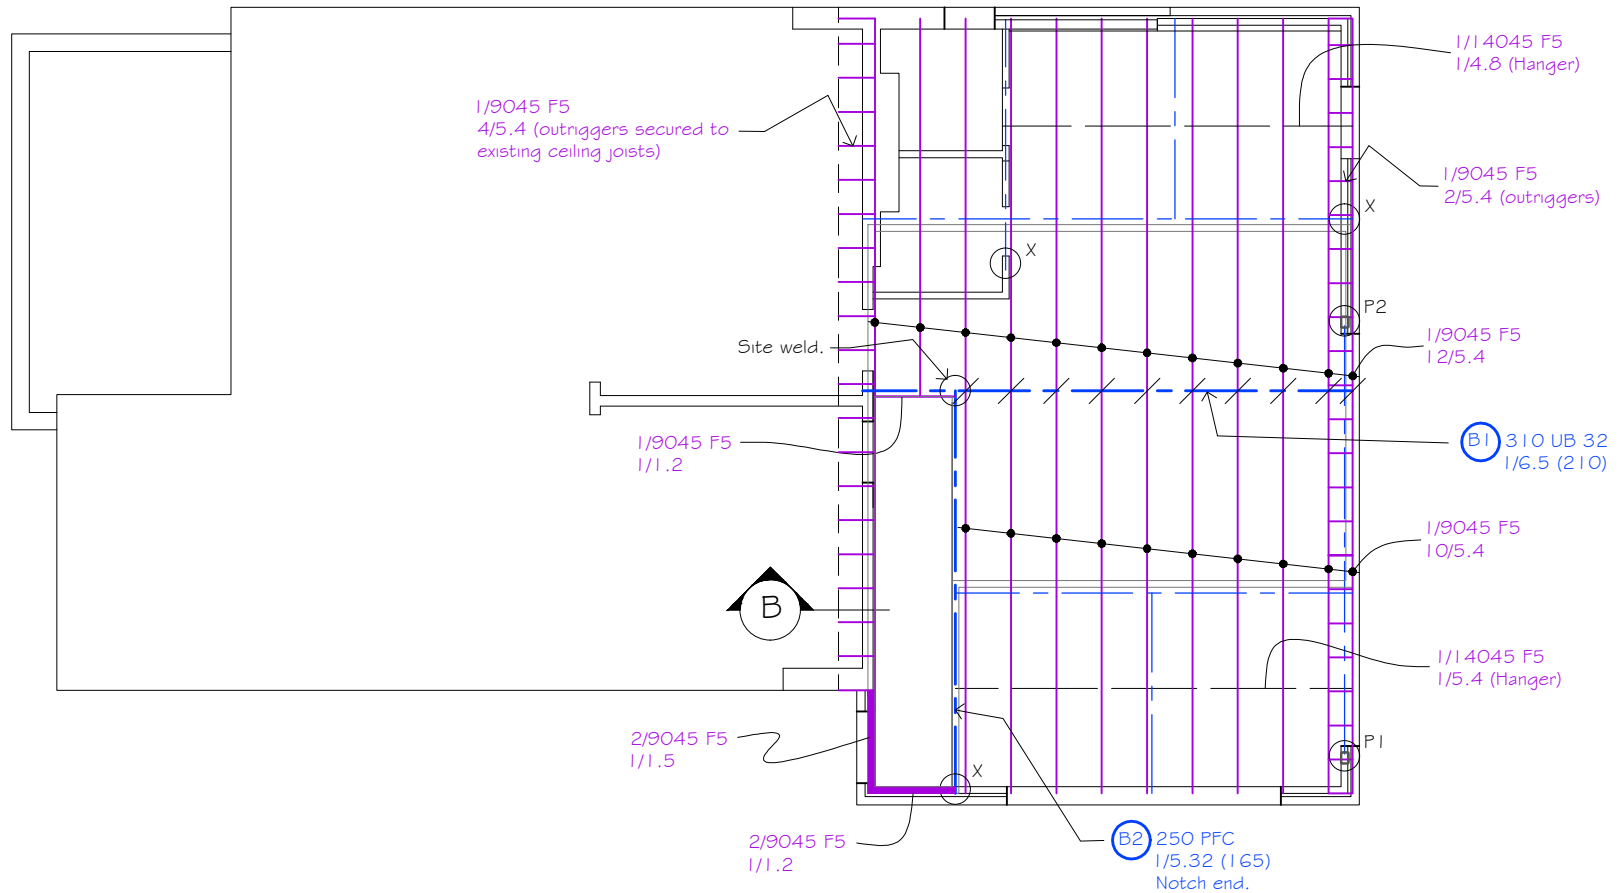 1/14045 F5
1/4.8 (Hanger)
1/9045 F5
4/5.4 (outriggers secured to
existing ceiling joists)
1/9045 F5
2/5.4 (outriggers)
X
X
P2
1/9045 F5
12/5.4
Site weld.
1/9045 F5
1/1.2
B1 310 UB 32
1/6.5 (210)
1/9045 F5
10/5.4
B
1/14045 F5
1/5.4 (Hanger)
2/9045 F5
1/1.5
P1
X
2/9045 F5
1/1.2
B2 250 PFC
1/5.32 (165)
Notch end.